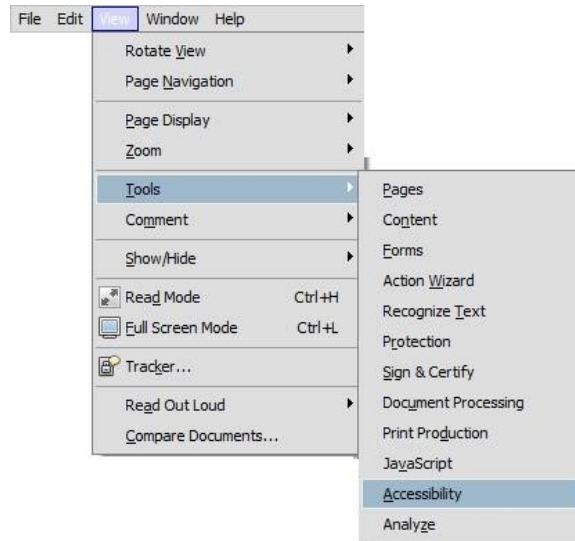 File Edit View Window Help
Rotate View
Page Navigation
Page Display
Zoom
Tools
Comment
Show/Hide
Read Mode Ctrl+H
Full Screen Mode Ctrl+L
Tracker...
Read Out Loud
Compare Documents...
Pages
Content
Forms
Action Wizard
Recognize Text
Protection
Sign & Certify
Document Processing
Print Production
JavaScript
Accessibility
Analyze